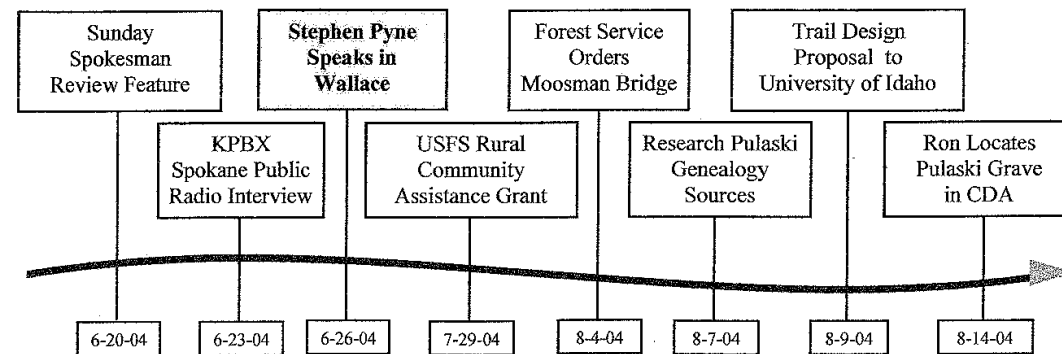 Sunday
Spokesman
Review Feature
Stephen Pyne
Speaks in
Wallace
Forest Service
Orders
Moosman Bridge
Trail Design
Proposal to
University of Idaho
KPBX
Spokane Public
Radio Interview
USFS Rural
Community
Assistance Grant
Research Pulaski
Genealogy
Sources
Ron Locates
Pulaski Grave
in CDA
6-20-04
6-23-04
6-26-04
7-29-04
8-4-04
8-7-04
8-9-04
8-14-04